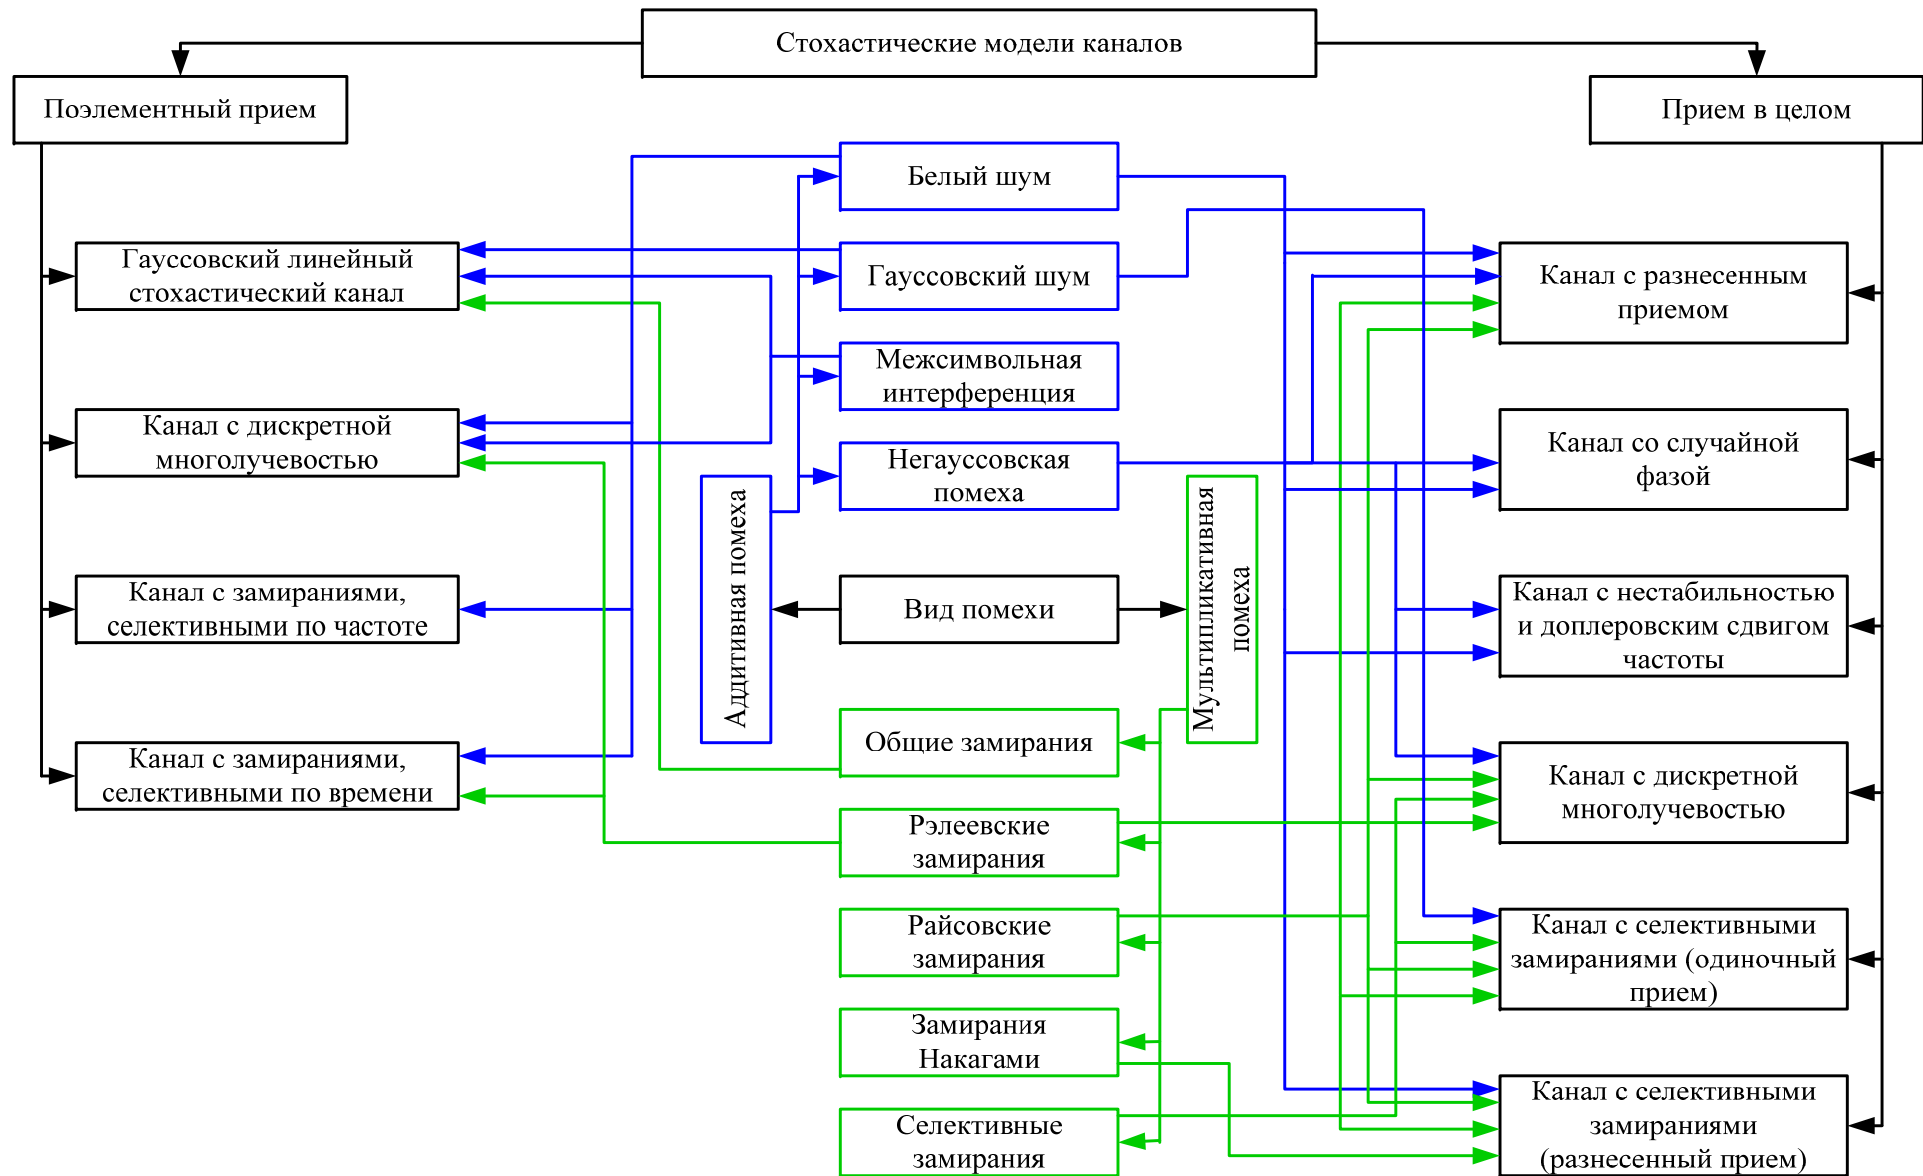 Стохастические модели каналов
Поэлементный прием
Прием в целом
Белый шум
Гауссовский шум
Межсимвольная
интерференция
Негауссовская
помеха
Аддитивная помеха
Вид помехи
Мультипликативная
помеха
Общие замирания
Рэлеевские
замирания
Райсовские
замирания
Замирания
Накагами
Селективные
замирания
Гауссовский линейный
стохастический канал
Канал с дискретной
многолучевостью
Канал с замираниями,
селективными по частоте
Канал с замираниями,
селективными по времени
Канал с разнесенным
приемом
Канал со случайной
фазой
Канал с нестабильностью
и доплеровским сдвигом
частоты
Канал с дискретной
многолучевостью
Канал с селективными
замираниями (одиночный
прием)
Канал с селективными
замираниями
(разнесенный прием)